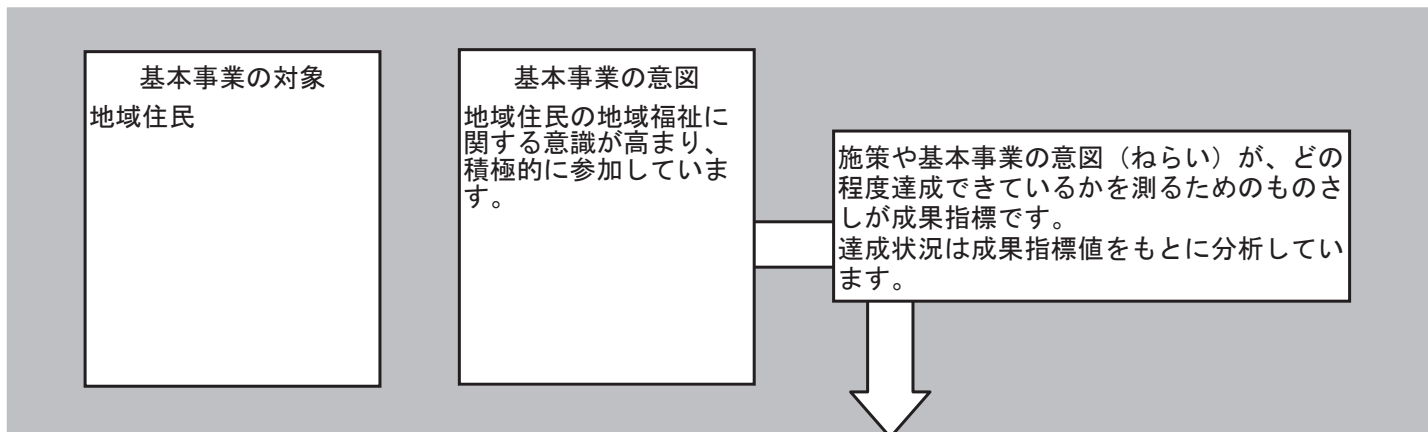 基本事業の対象
地域住民
基本事業の意図
地域住民の地域福祉に
関する意識が高まり、
積極的に参加していま
す。
施策や基本事業の意図（ねらい）が、どの
程度達成できているかを測るためのものさ
しが成果指標です。
達成状況は成果指標値をもとに分析してい
ます。